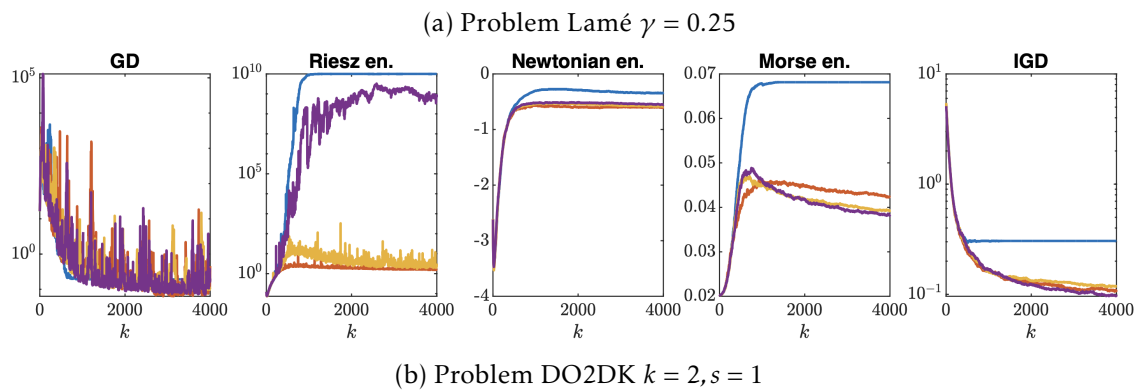 (a) Problem Lamé γ = 0.25
GD Riesz en. Newtonian en. Morse en. IGD
10^5 10^10 0 0.07 10^1
0.06
-1
0.05
10^5 -2 10^0
0.04
10^0 -3
0.03
10^0
-4 0.02 10^-1
0 2000 4000 0 2000 4000 0 2000 4000 0 2000 4000 0 2000 4000
k k k k k
(b) Problem DO2DK k = 2, s = 1